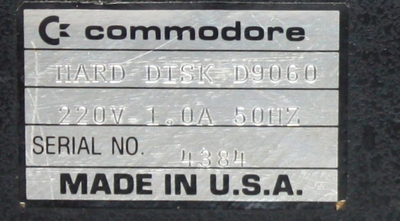 commodore
HARD DISK D9060
220V 1.0A 50HZ
SERIAL NO. 4384
MADE IN U.S.A.